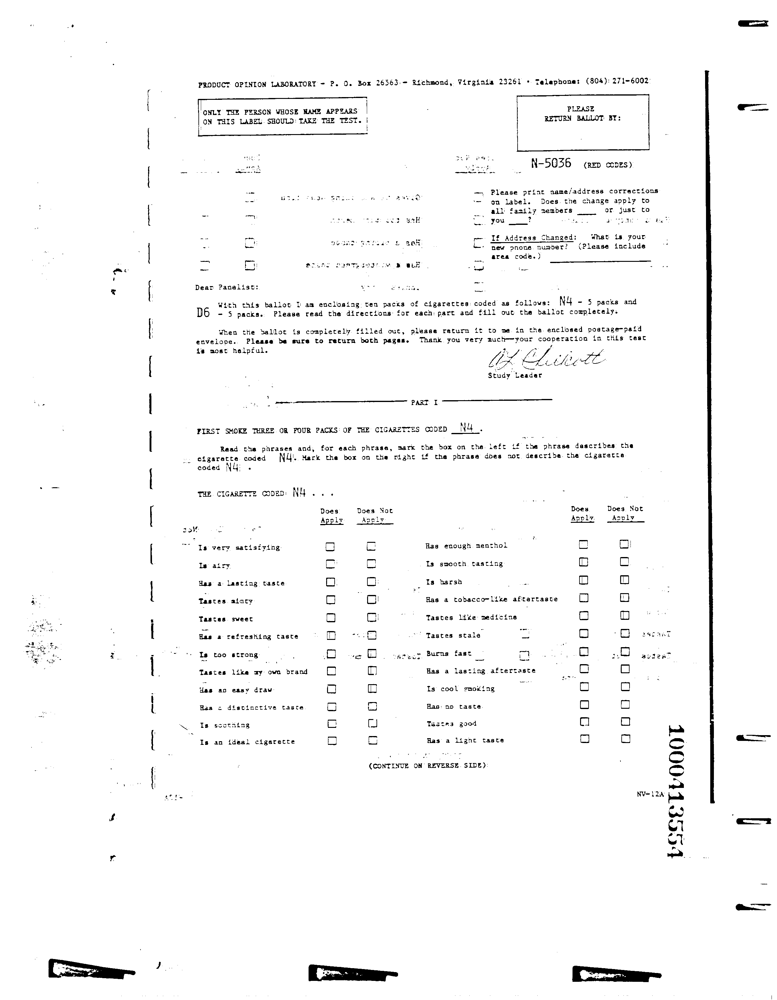 PRODUCT OPINION LABORATORY - P. O. Box 26363 - Richmond, Virginia 23261 · Telephone: (804) 271-6002
ONLY THE PERSON WHOSE NAME APPEARS
ON THIS LABEL SHOULD TAKE THE TEST.
PLEASE
RETURN BALLOT BY:
N-5036 (RED CODES)
Please print name/address corrections
on label. Does the change apply to
all family members ____ or just to
you ___?
If Address Changed: What is your
new phone number? (Please include
area code.)
Dear Panelist:
With this ballot I am enclosing ten packs of cigarettes coded as follows: N4 - 5 packs and
D6 - 5 packs. Please read the directions for each part and fill out the ballot completely.
When the ballot is completely filled out, please return it to me in the enclosed postage-paid
envelope. Please be sure to return both pages. Thank you very much—your cooperation in this test
is most helpful.
Study Leader
PART I
FIRST SMOKE THREE OR FOUR PACKS OF THE CIGARETTES CODED N4.
Read the phrases and, for each phrase, mark the box on the left if the phrase describes the
cigarette coded N4. Mark the box on the right if the phrase does not describe the cigarette
coded N4.
THE CIGARETTE CODED N4 . . .
Does Apply Does Not Apply
Is very satisfying
Is airy
Has a lasting taste
Tastes minty
Tastes sweet
Has a refreshing taste
Is too strong
Tastes like my own brand
Has an easy draw
Has a distinctive taste
Is soothing
Is an ideal cigarette
Does Apply Does Not Apply
Has enough menthol
Is smooth tasting
Is harsh
Has a tobacco-like aftertaste
Tastes like medicine
Tastes stale
Burns fast
Has a lasting aftertaste
Is cool smoking
Has no taste
Tastes good
Has a light taste
(CONTINUE ON REVERSE SIDE)
NV-12A
1000413554